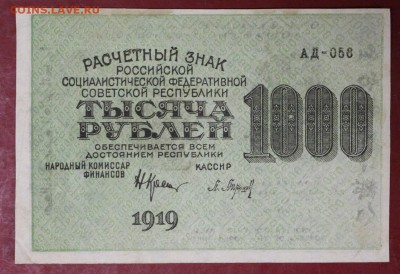 COINS.LAVE.RU
РАСЧЕТНЫЙ ЗНАК
РОССИЙСКОЙ
СОЦИАЛИСТИЧЕСКОЙ ФЕДЕРАТИВНОЙ
СОВЕТСКОЙ РЕСПУБЛИКИ
АД-056
ТЫСЯЧА
РУБЛЕЙ
1000
ОБЕСПЕЧИВАЕТСЯ ВСЕМ
ДОСТОЯНИЕМ РЕСПУБЛИКИ
НАРОДНЫЙ КОМИССАР
ФИНАНСОВ
КАССИР
1919